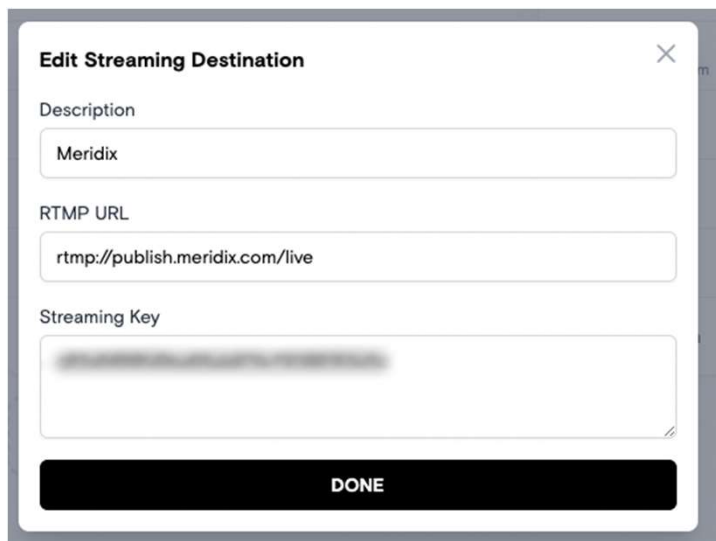 Edit Streaming Destination
Description
Meridix
RTMP URL
rtmp://publish.meridix.com/live
Streaming Key
DONE